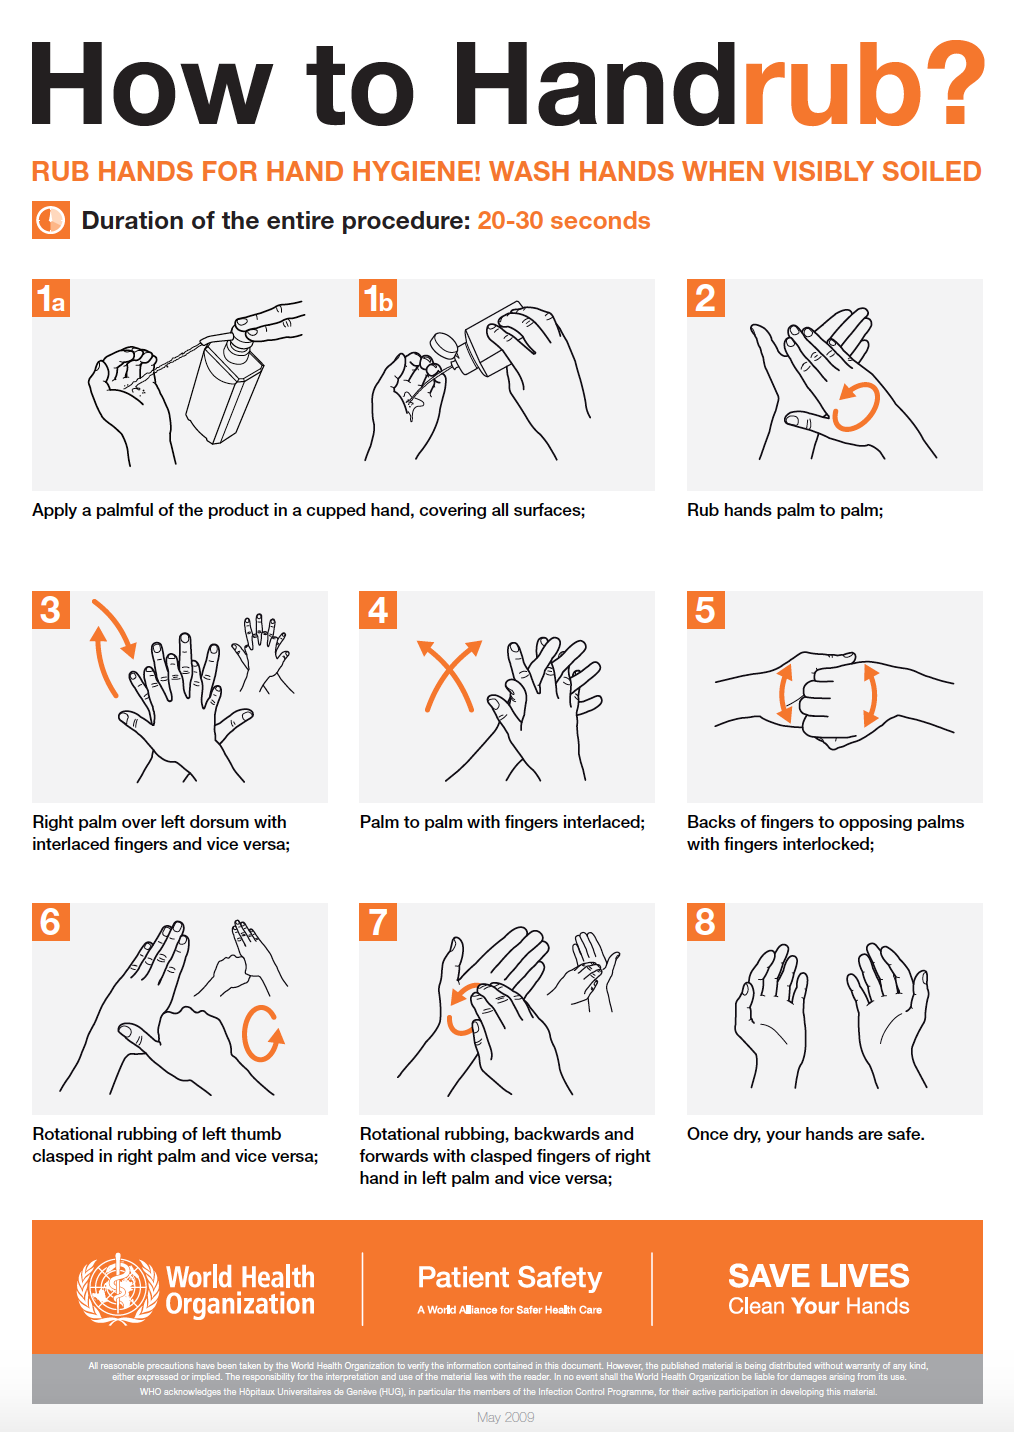 How to Handrub?
RUB HANDS FOR HAND HYGIENE! WASH HANDS WHEN VISIBLY SOILED
Duration of the entire procedure: 20-30 seconds
1a
1b
2
Apply a palmful of the product in a cupped hand, covering all surfaces;
Rub hands palm to palm;
3
4
5
Right palm over left dorsum with
interlaced fingers and vice versa;
Palm to palm with fingers interlaced;
Backs of fingers to opposing palms
with fingers interlocked;
6
7
8
Rotational rubbing of left thumb
clasped in right palm and vice versa;
Rotational rubbing, backwards and
forwards with clasped fingers of right
hand in left palm and vice versa;
Once dry, your hands are safe.
World Health
Organization
Patient Safety
A World Alliance for Safer Health Care
SAVE LIVES
Clean Your Hands
All reasonable precautions have been taken by the World Health Organization to verify the information contained in this document. However, the published material is being distributed without warranty of any kind,
either expressed or implied. The responsibility for the interpretation and use of the material lies with the reader. In no event shall the World Health Organization be liable for damages arising from its use.
WHO acknowledges the Hôpitaux Universitaires de Genève (HUG), in particular the members of the Infection Control Programme, for their active participation in developing this material.
May 2009